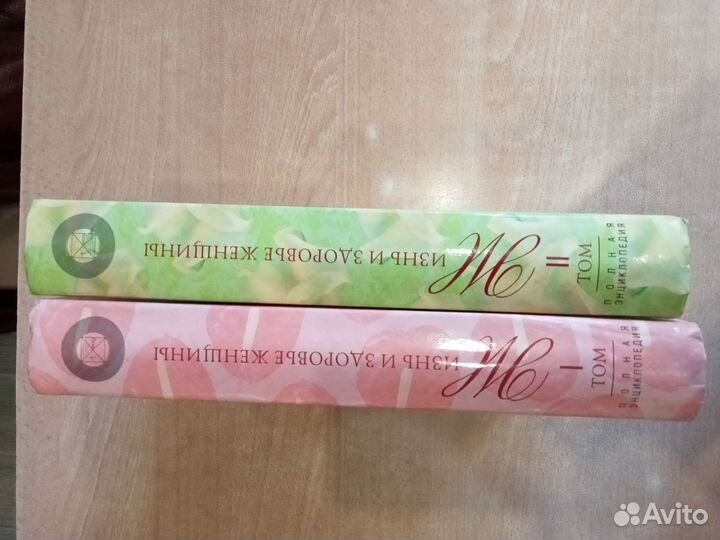 ПОЛНАЯ
ЭНЦИКЛОПЕДИЯ
ТОМ
II
ЖИЗНЬ И ЗДОРОВЬЕ ЖЕНЩИНЫ
ПОЛНАЯ
ЭНЦИКЛОПЕДИЯ
ТОМ
I
ЖИЗНЬ И ЗДОРОВЬЕ ЖЕНЩИНЫ
Avito